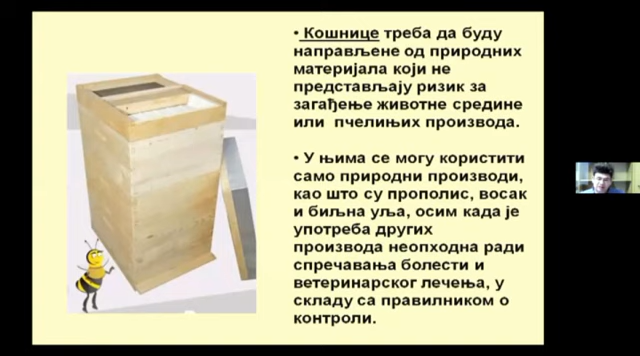 • Кошнице треба да буду
направљене од природних
материјала који не
представљају ризик за
загађење животне средине
или пчелињих производа.
• У њима се могу користити
само природни производи,
као што су прополис, восак
и биљна уља, осим када је
употреба других
производа неопходна ради
спречавања болести и
ветеринарског лечења, у
складу са правилником о
контроли.